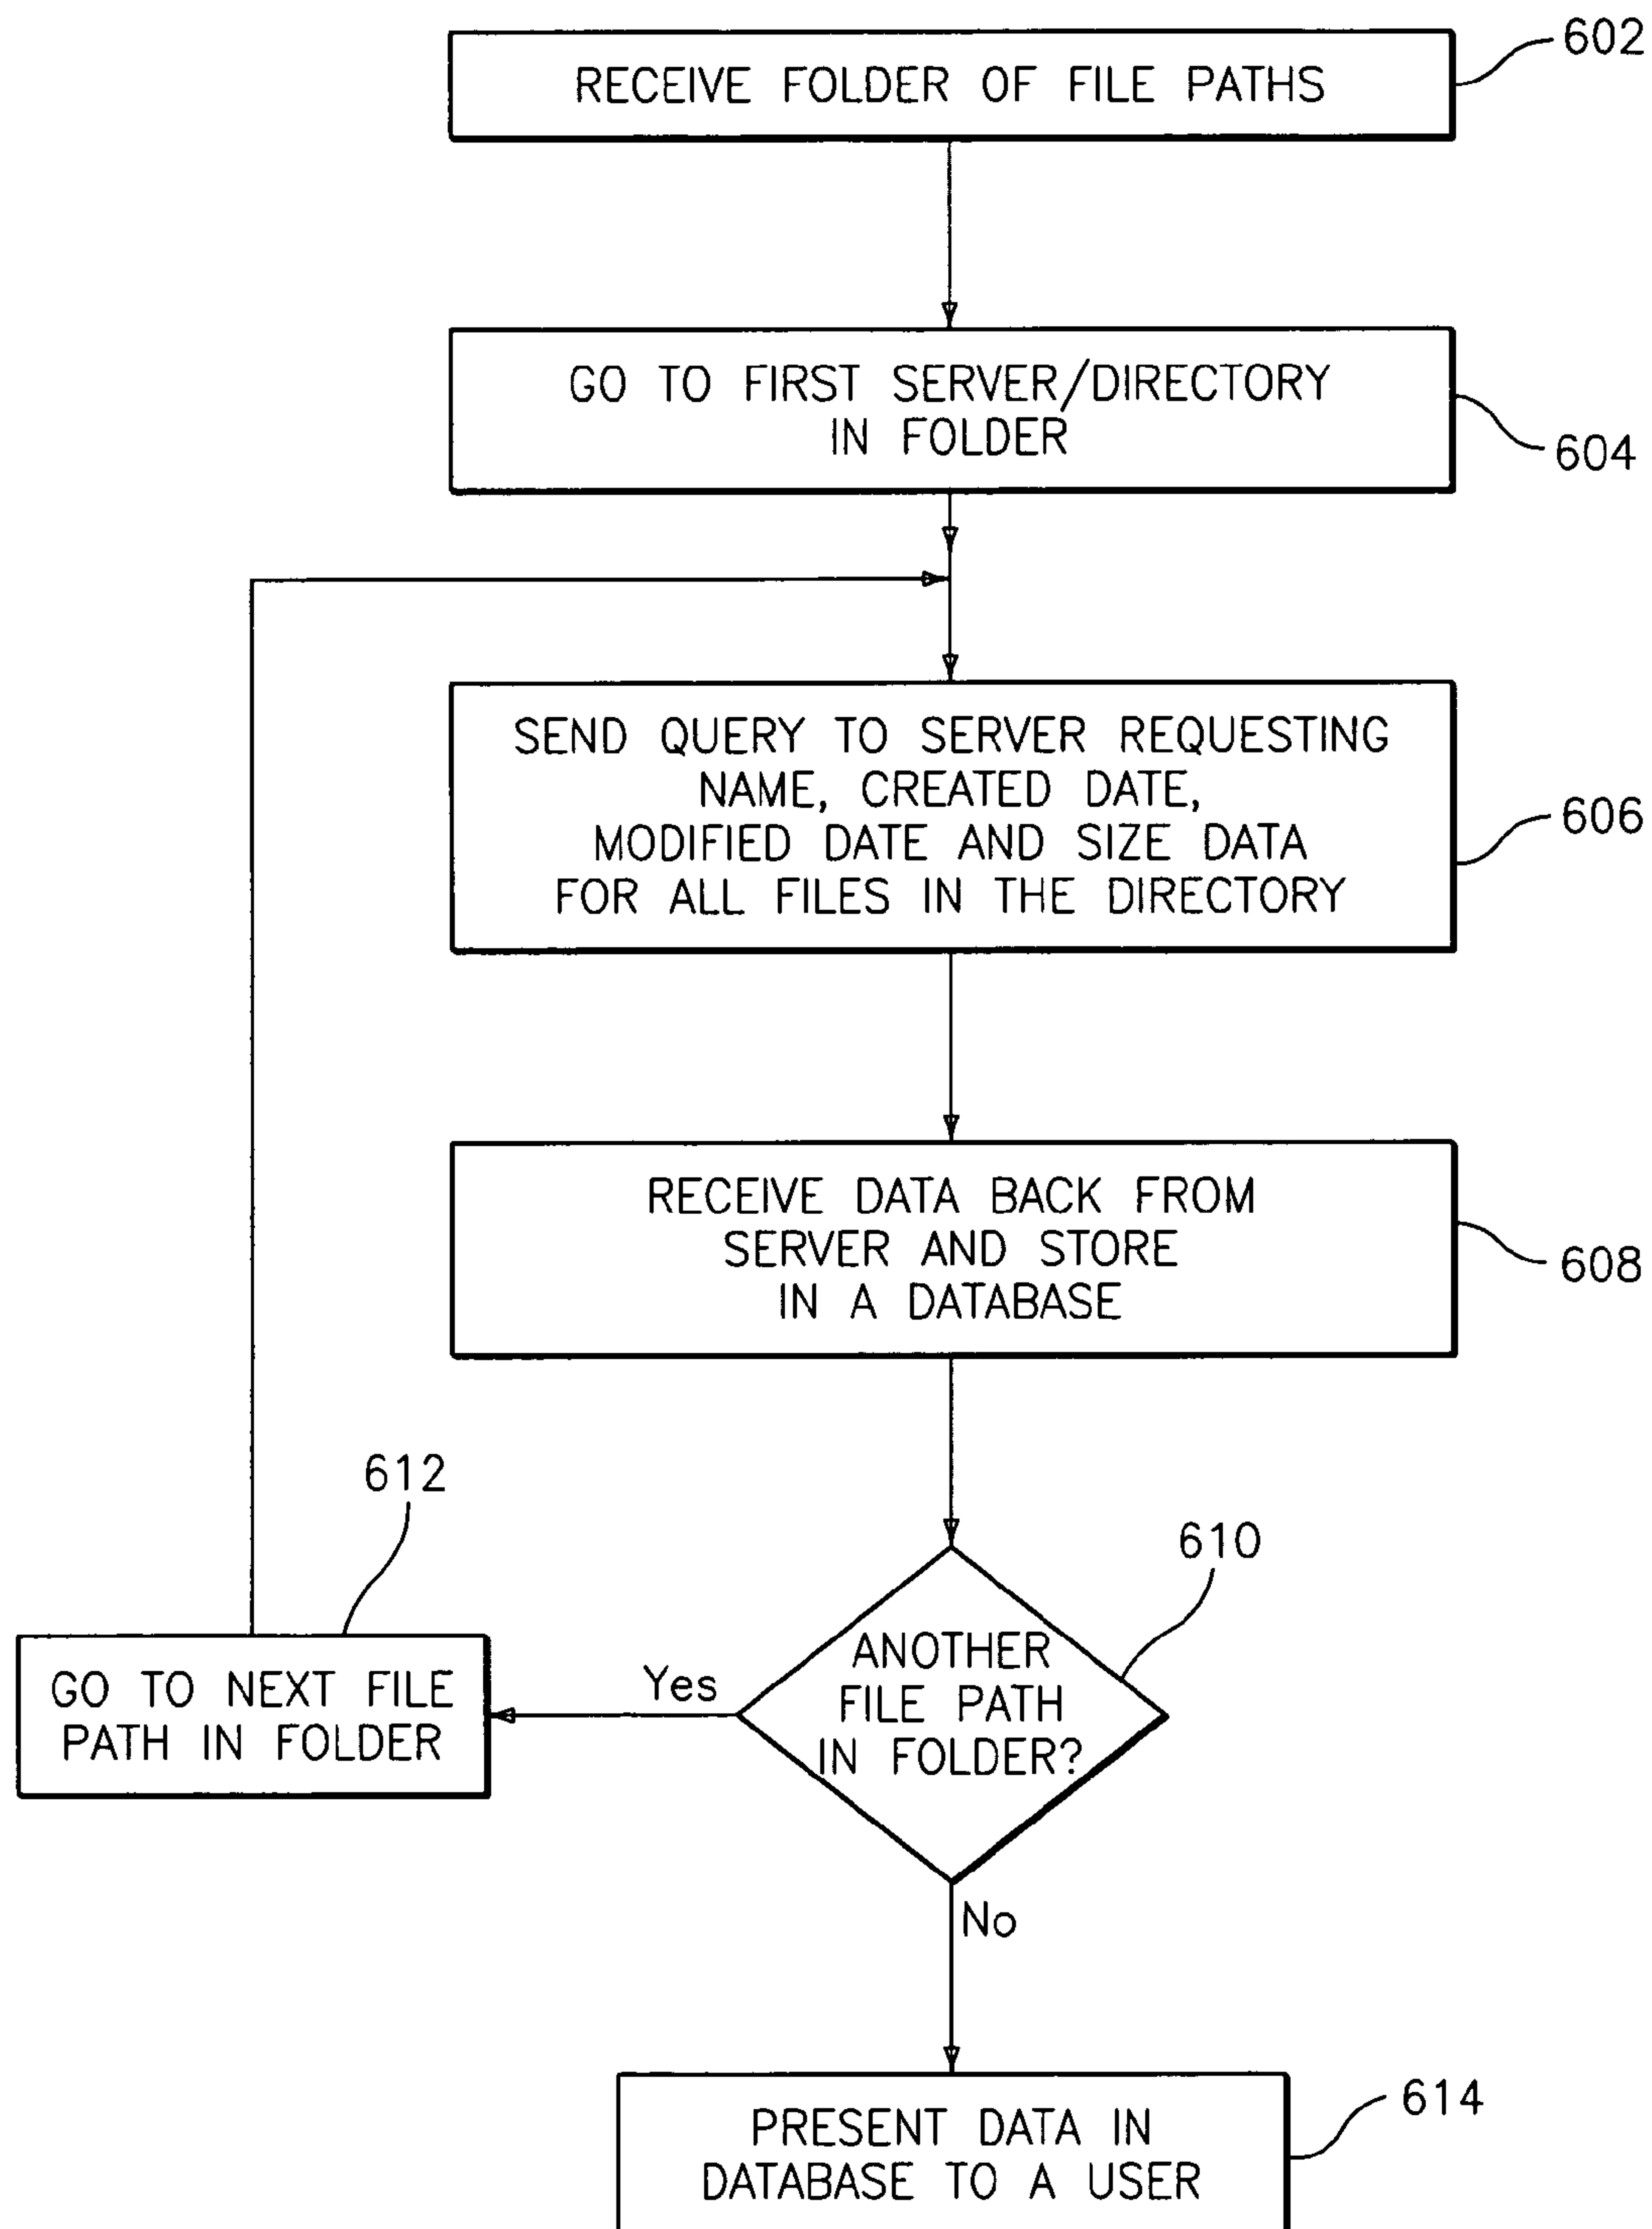 RECEIVE FOLDER OF FILE PATHS
602
GO TO FIRST SERVER/DIRECTORY
IN FOLDER
604
SEND QUERY TO SERVER REQUESTING
NAME, CREATED DATE,
MODIFIED DATE AND SIZE DATA
FOR ALL FILES IN THE DIRECTORY
606
RECEIVE DATA BACK FROM
SERVER AND STORE
IN A DATABASE
608
610
ANOTHER
FILE PATH
IN FOLDER?
Yes
612
GO TO NEXT FILE
PATH IN FOLDER
No
PRESENT DATA IN
DATABASE TO A USER
614